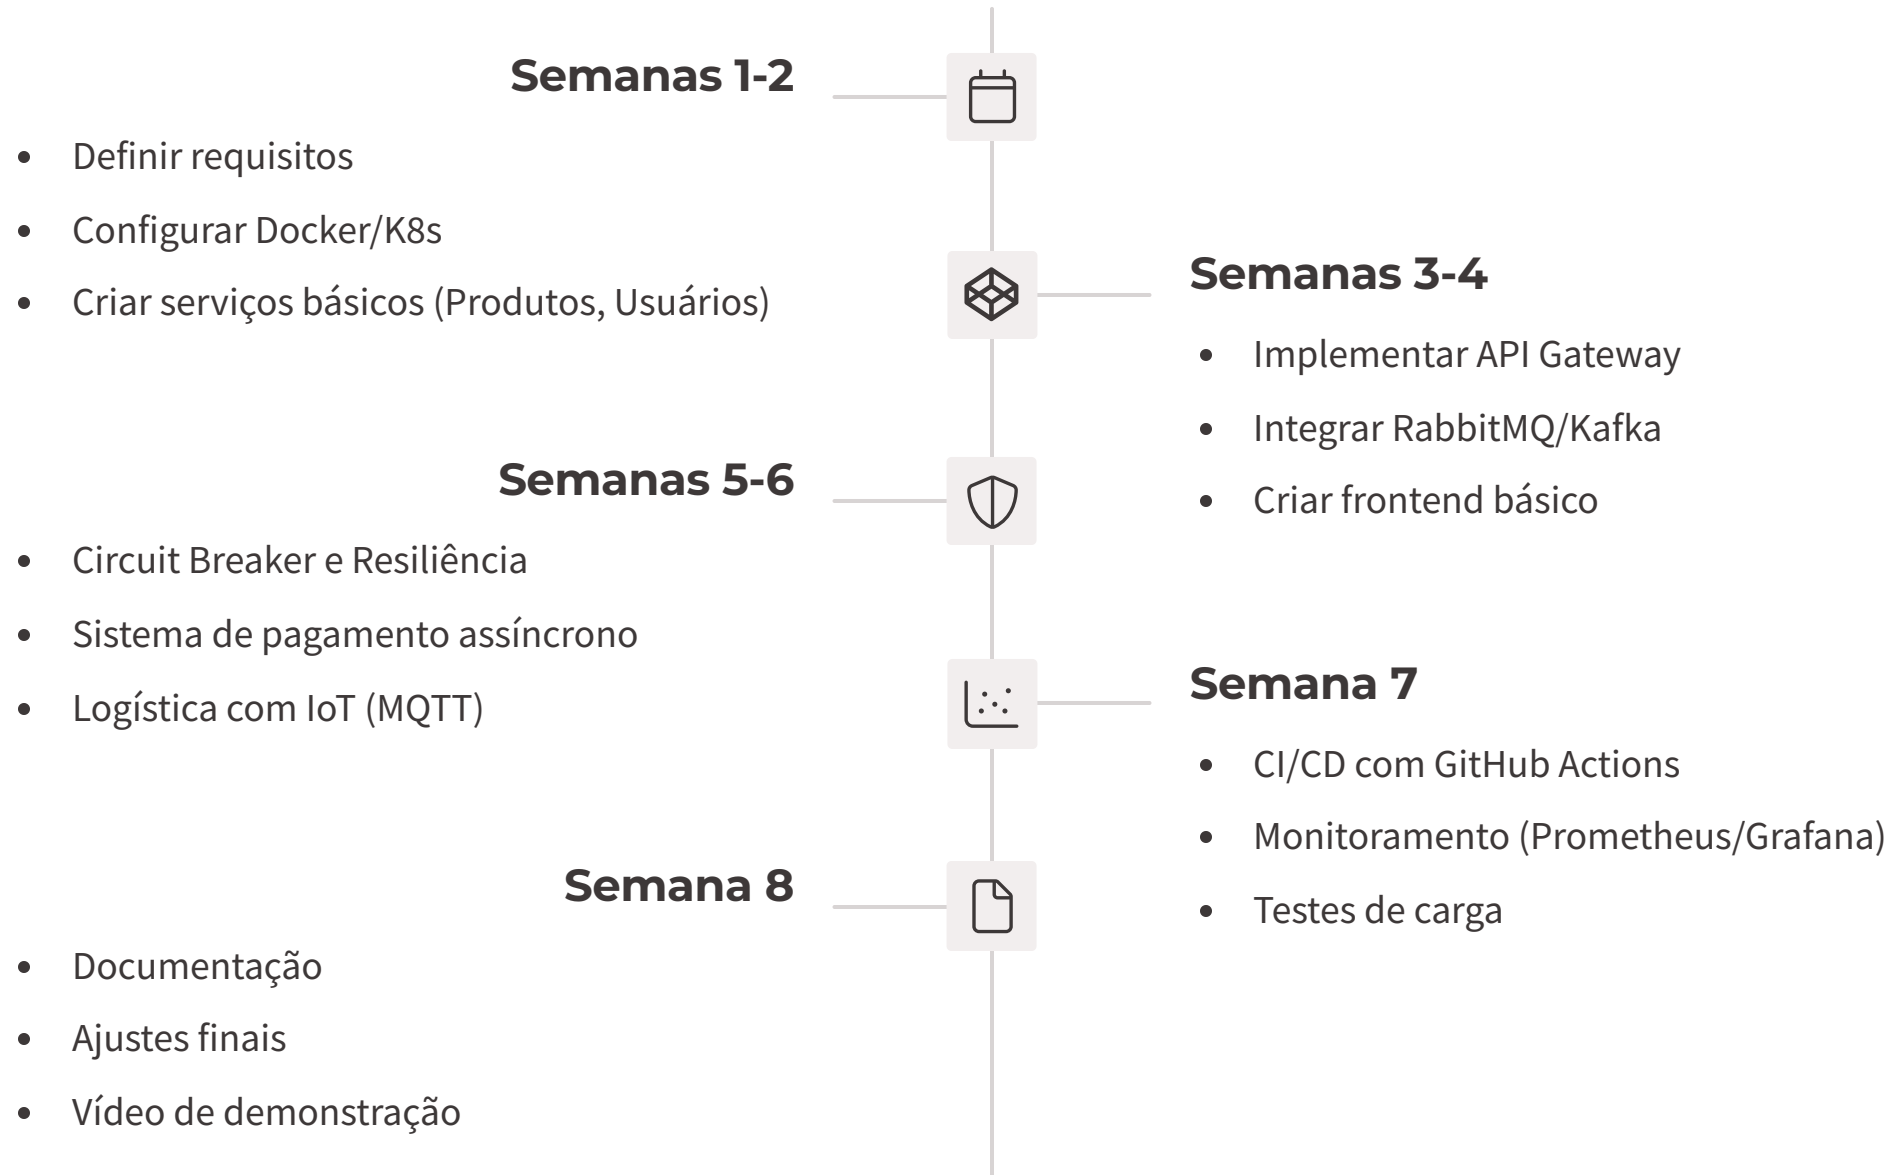 Semanas 1-2
• Definir requisitos
• Configurar Docker/K8s
• Criar serviços básicos (Produtos, Usuários)
Semanas 3-4
• Implementar API Gateway
• Integrar RabbitMQ/Kafka
• Criar frontend básico
Semanas 5-6
• Circuit Breaker e Resiliência
• Sistema de pagamento assíncrono
• Logística com IoT (MQTT)
Semana 7
• CI/CD com GitHub Actions
• Monitoramento (Prometheus/Grafana)
• Testes de carga
Semana 8
• Documentação
• Ajustes finais
• Vídeo de demonstração